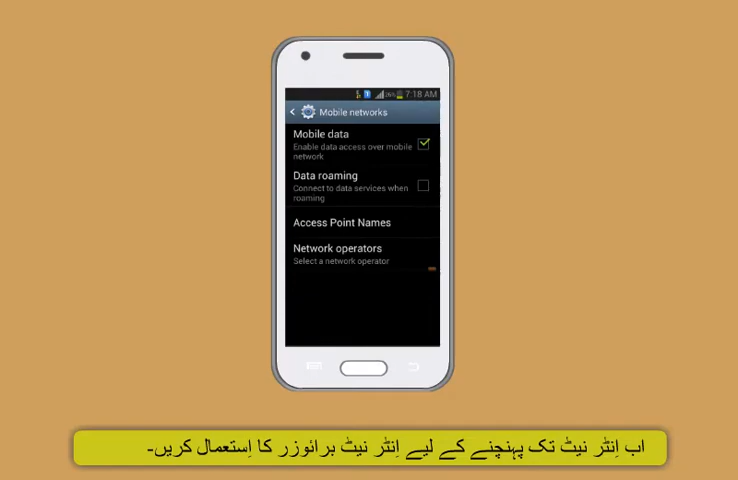 26% 7:18 AM
Mobile networks
Mobile data
Enable data access over mobile
network
Data roaming
Connect to data services when
roaming
Access Point Names
Network operators
Select a network operator
اب اِنٹر نیٹ تک پہنچنے کے لیے اِنٹر نیٹ برائوزر کا اِستعمال کریں۔